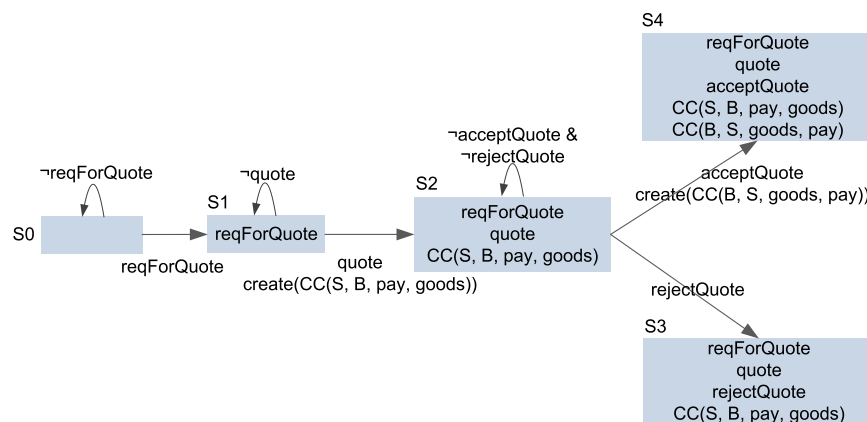 S4
reqForQuote
quote
acceptQuote
CC(S, B, pay, goods)
CC(B, S, goods, pay)
¬acceptQuote &
¬rejectQuote
¬reqForQuote
¬quote
acceptQuote
create(CC(B, S, goods, pay))
S2
S1
reqForQuote
quote
CC(S, B, pay, goods)
S0
reqForQuote
reqForQuote
quote
create(CC(S, B, pay, goods))
rejectQuote
S3
reqForQuote
quote
rejectQuote
CC(S, B, pay, goods)